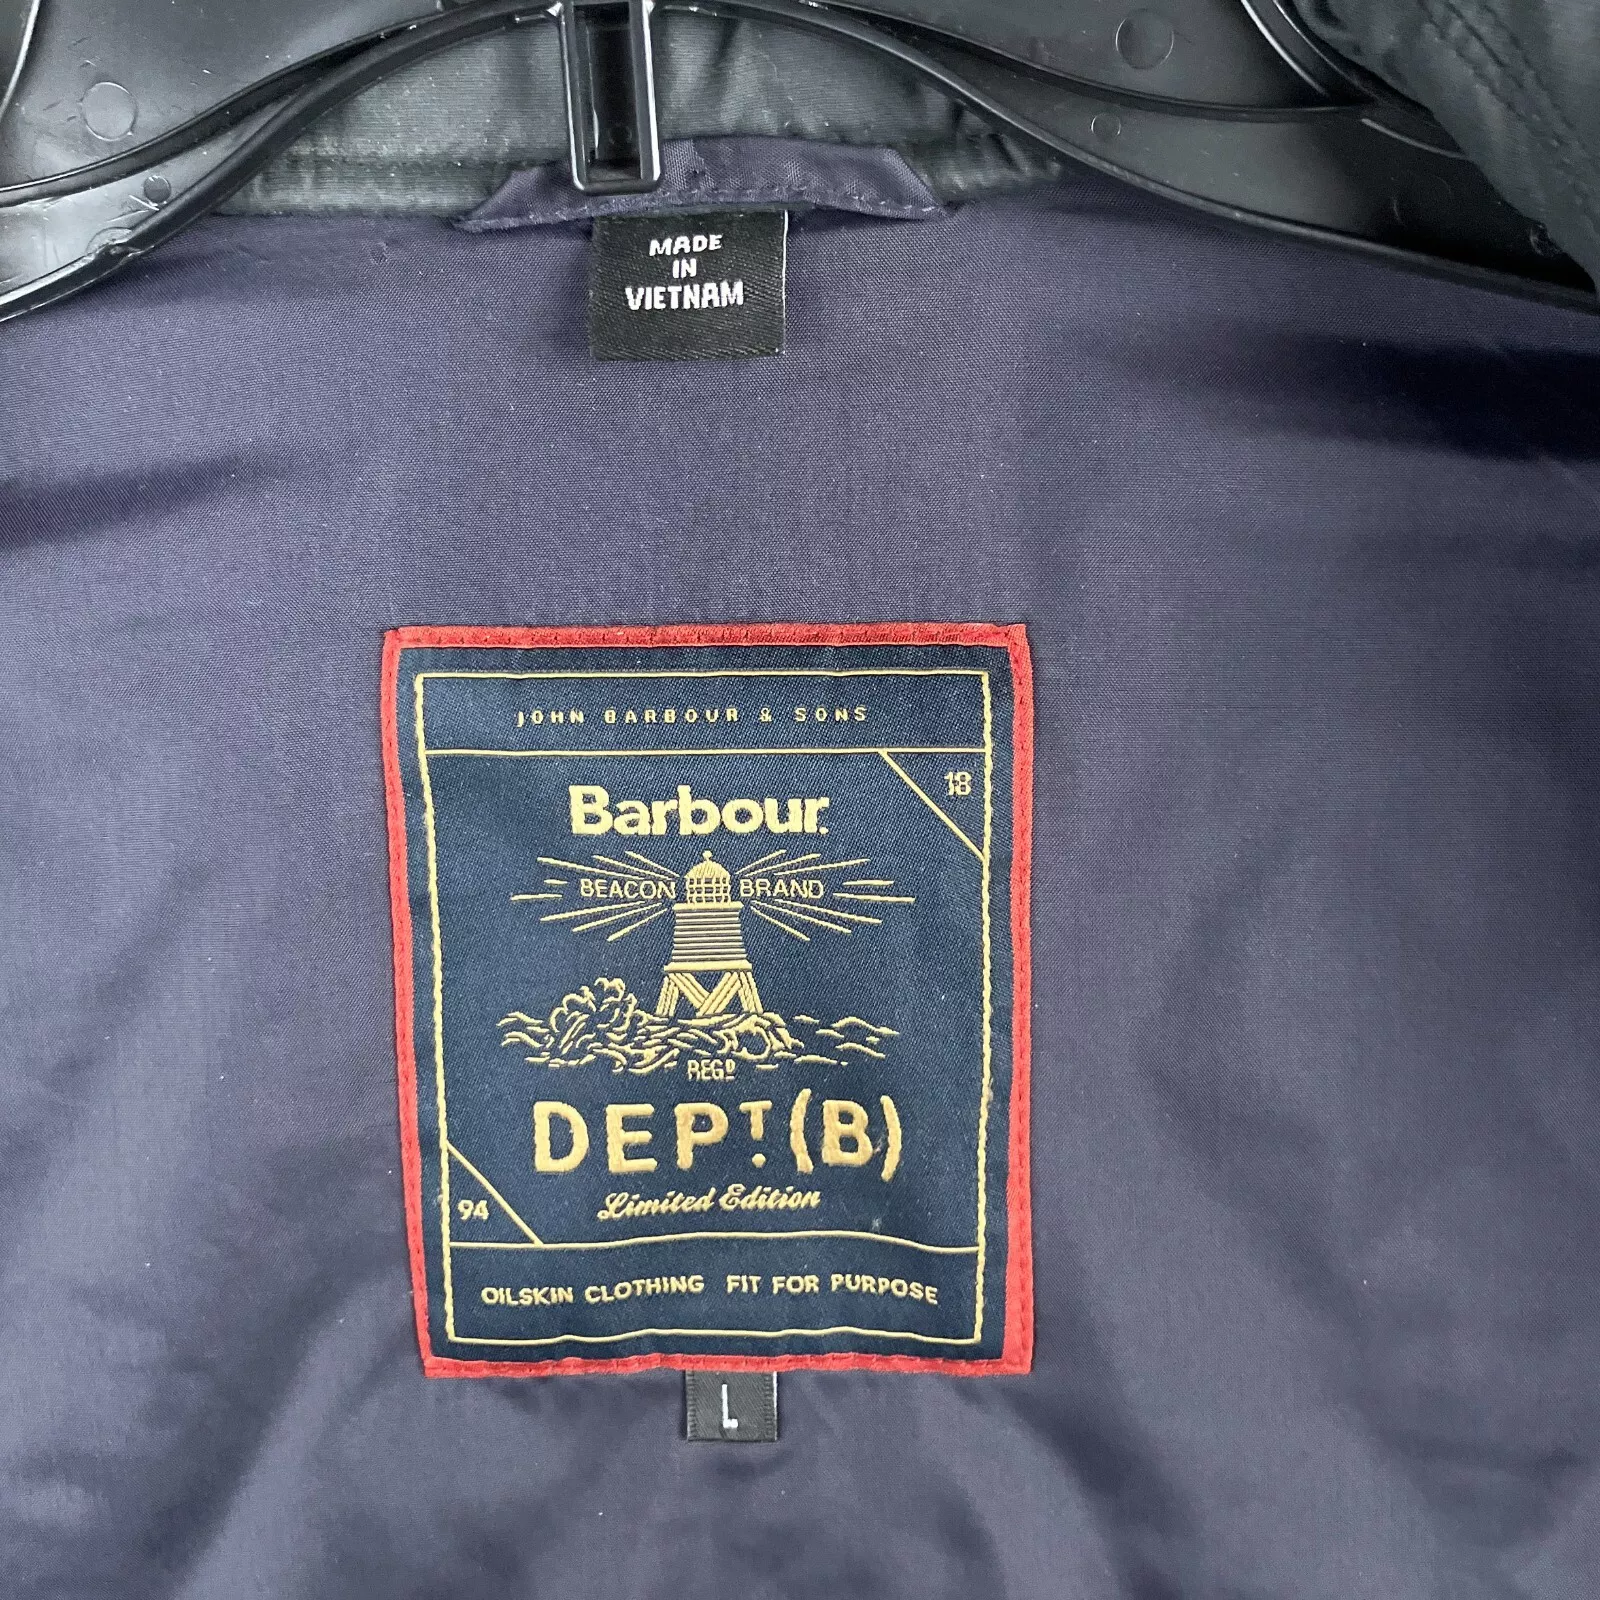 MADE
IN
VIETNAM
JOHN BARBOUR & SONS
18
Barbour.
BEACON BRAND
REGD
DEPT. (B)
Limited Edition
94
OILSKIN CLOTHING FIT FOR PURPOSE
L